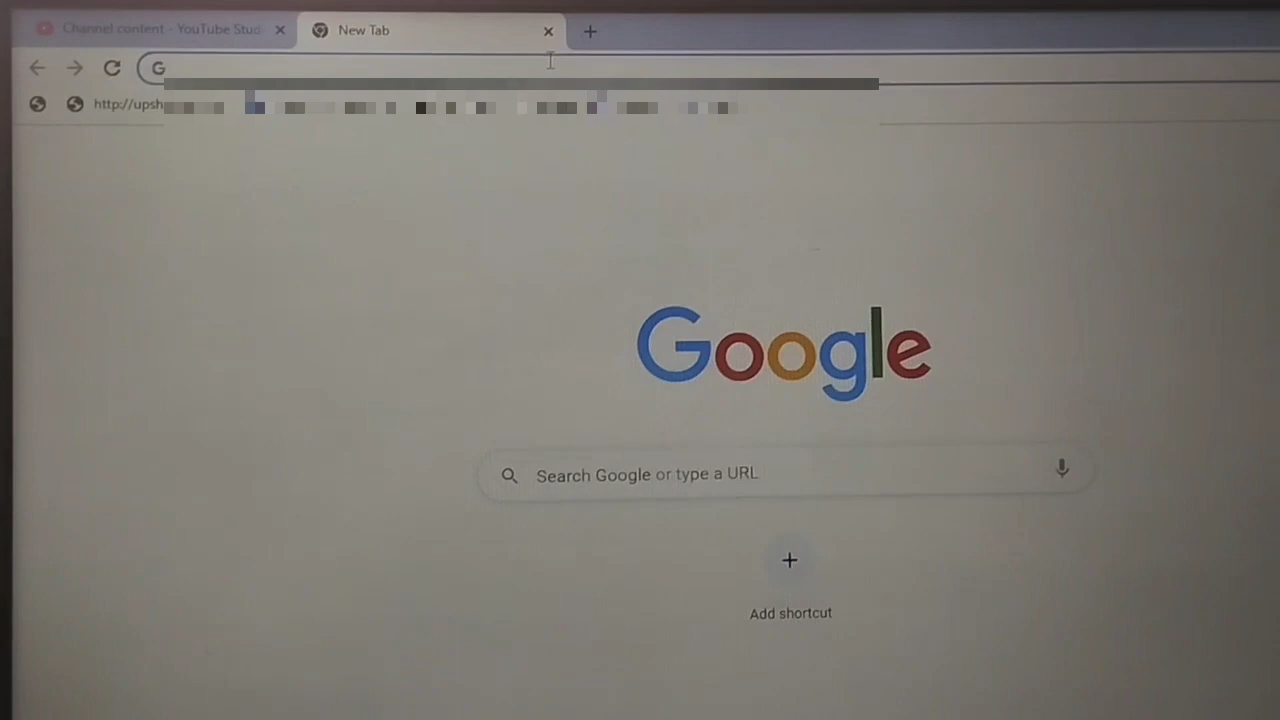 Channel content - YouTube Stud
New Tab
G
http://upsh
Google
Search Google or type a URL
Add shortcut